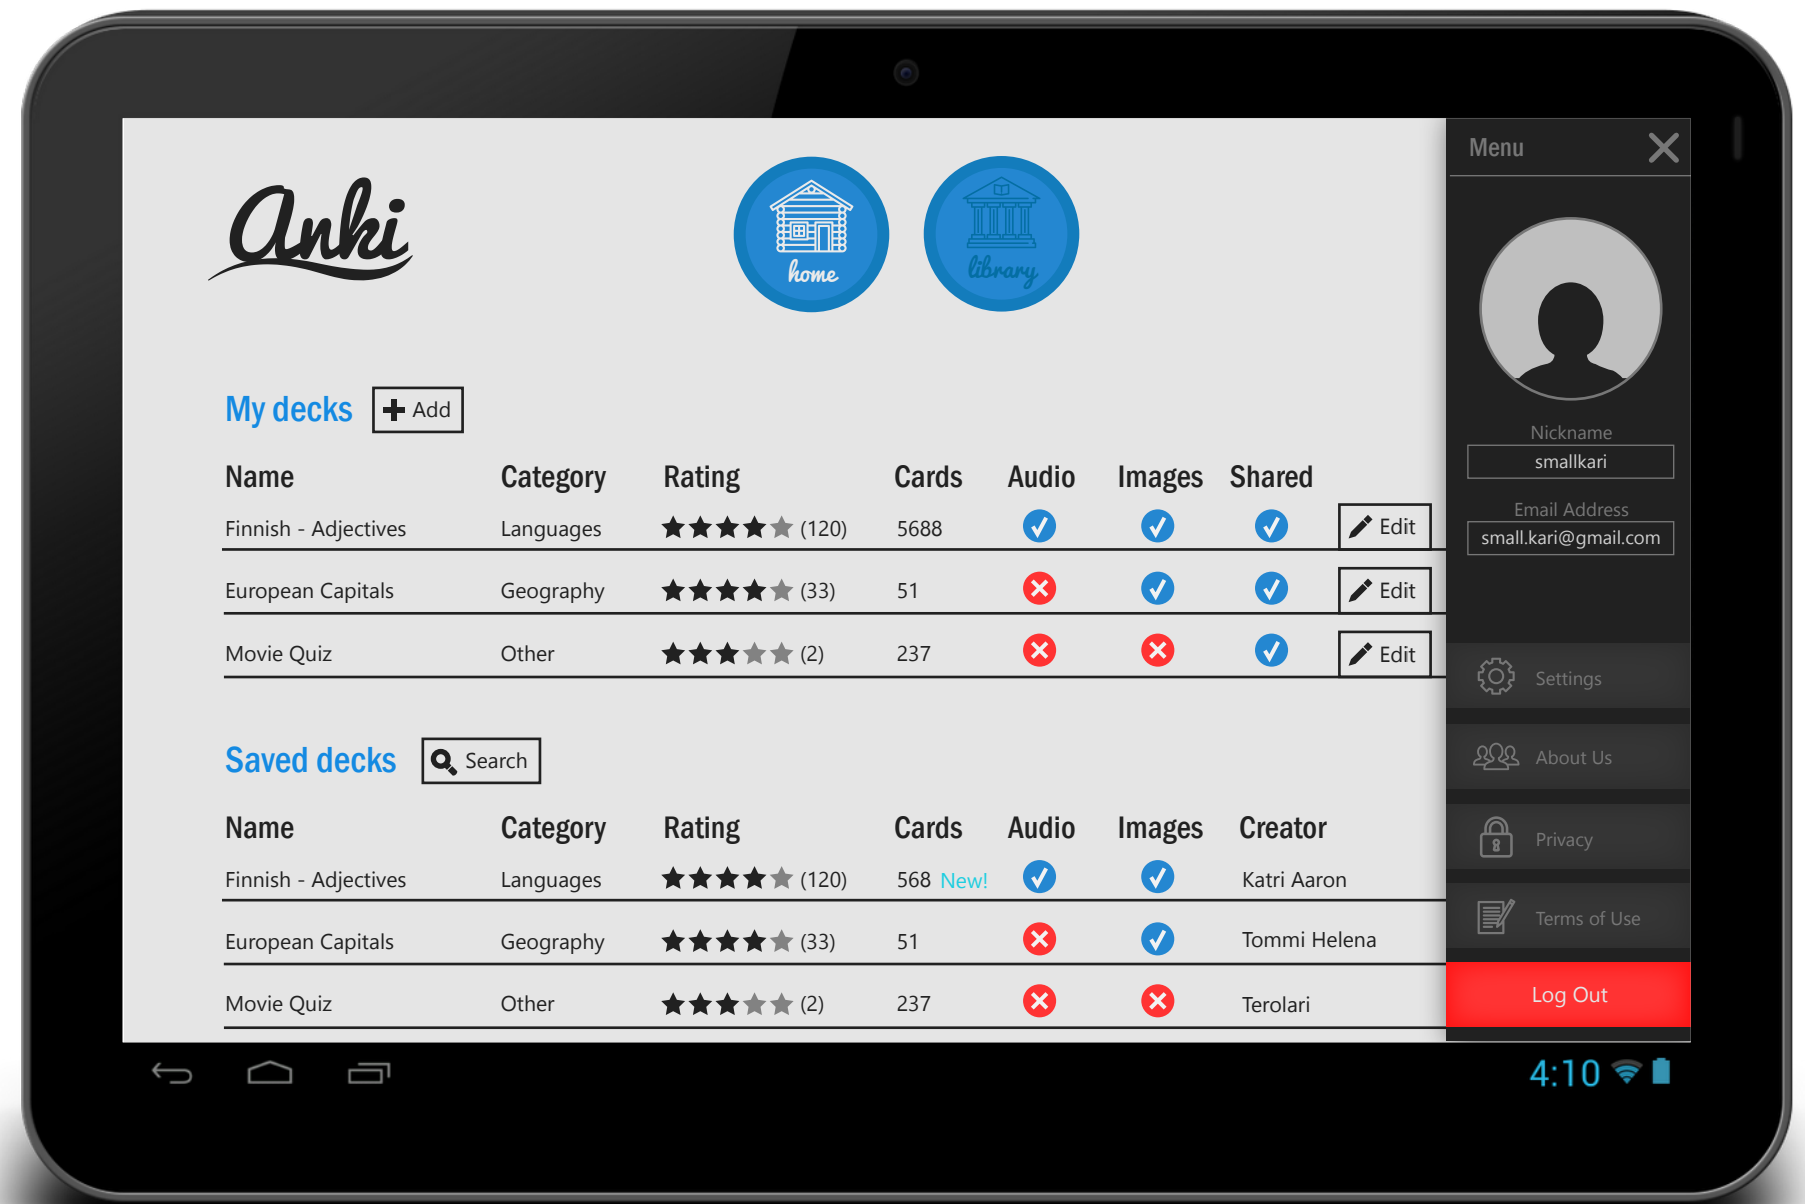 Anki
home
library
My decks
Add
Name Category Rating Cards Audio Images Shared
Finnish - Adjectives Languages (120) 5688 Edit
European Capitals Geography (33) 51 Edit
Movie Quiz Other (2) 237 Edit
Saved decks
Search
Name Category Rating Cards Audio Images Creator
Finnish - Adjectives Languages (120) 568 New! Katri Aaron
European Capitals Geography (33) 51 Tommi Helena
Movie Quiz Other (2) 237 Terolari
Menu
Nickname
smallkari
Email Address
small.kari@gmail.com
Settings
About Us
Privacy
Terms of Use
Log Out
4:10